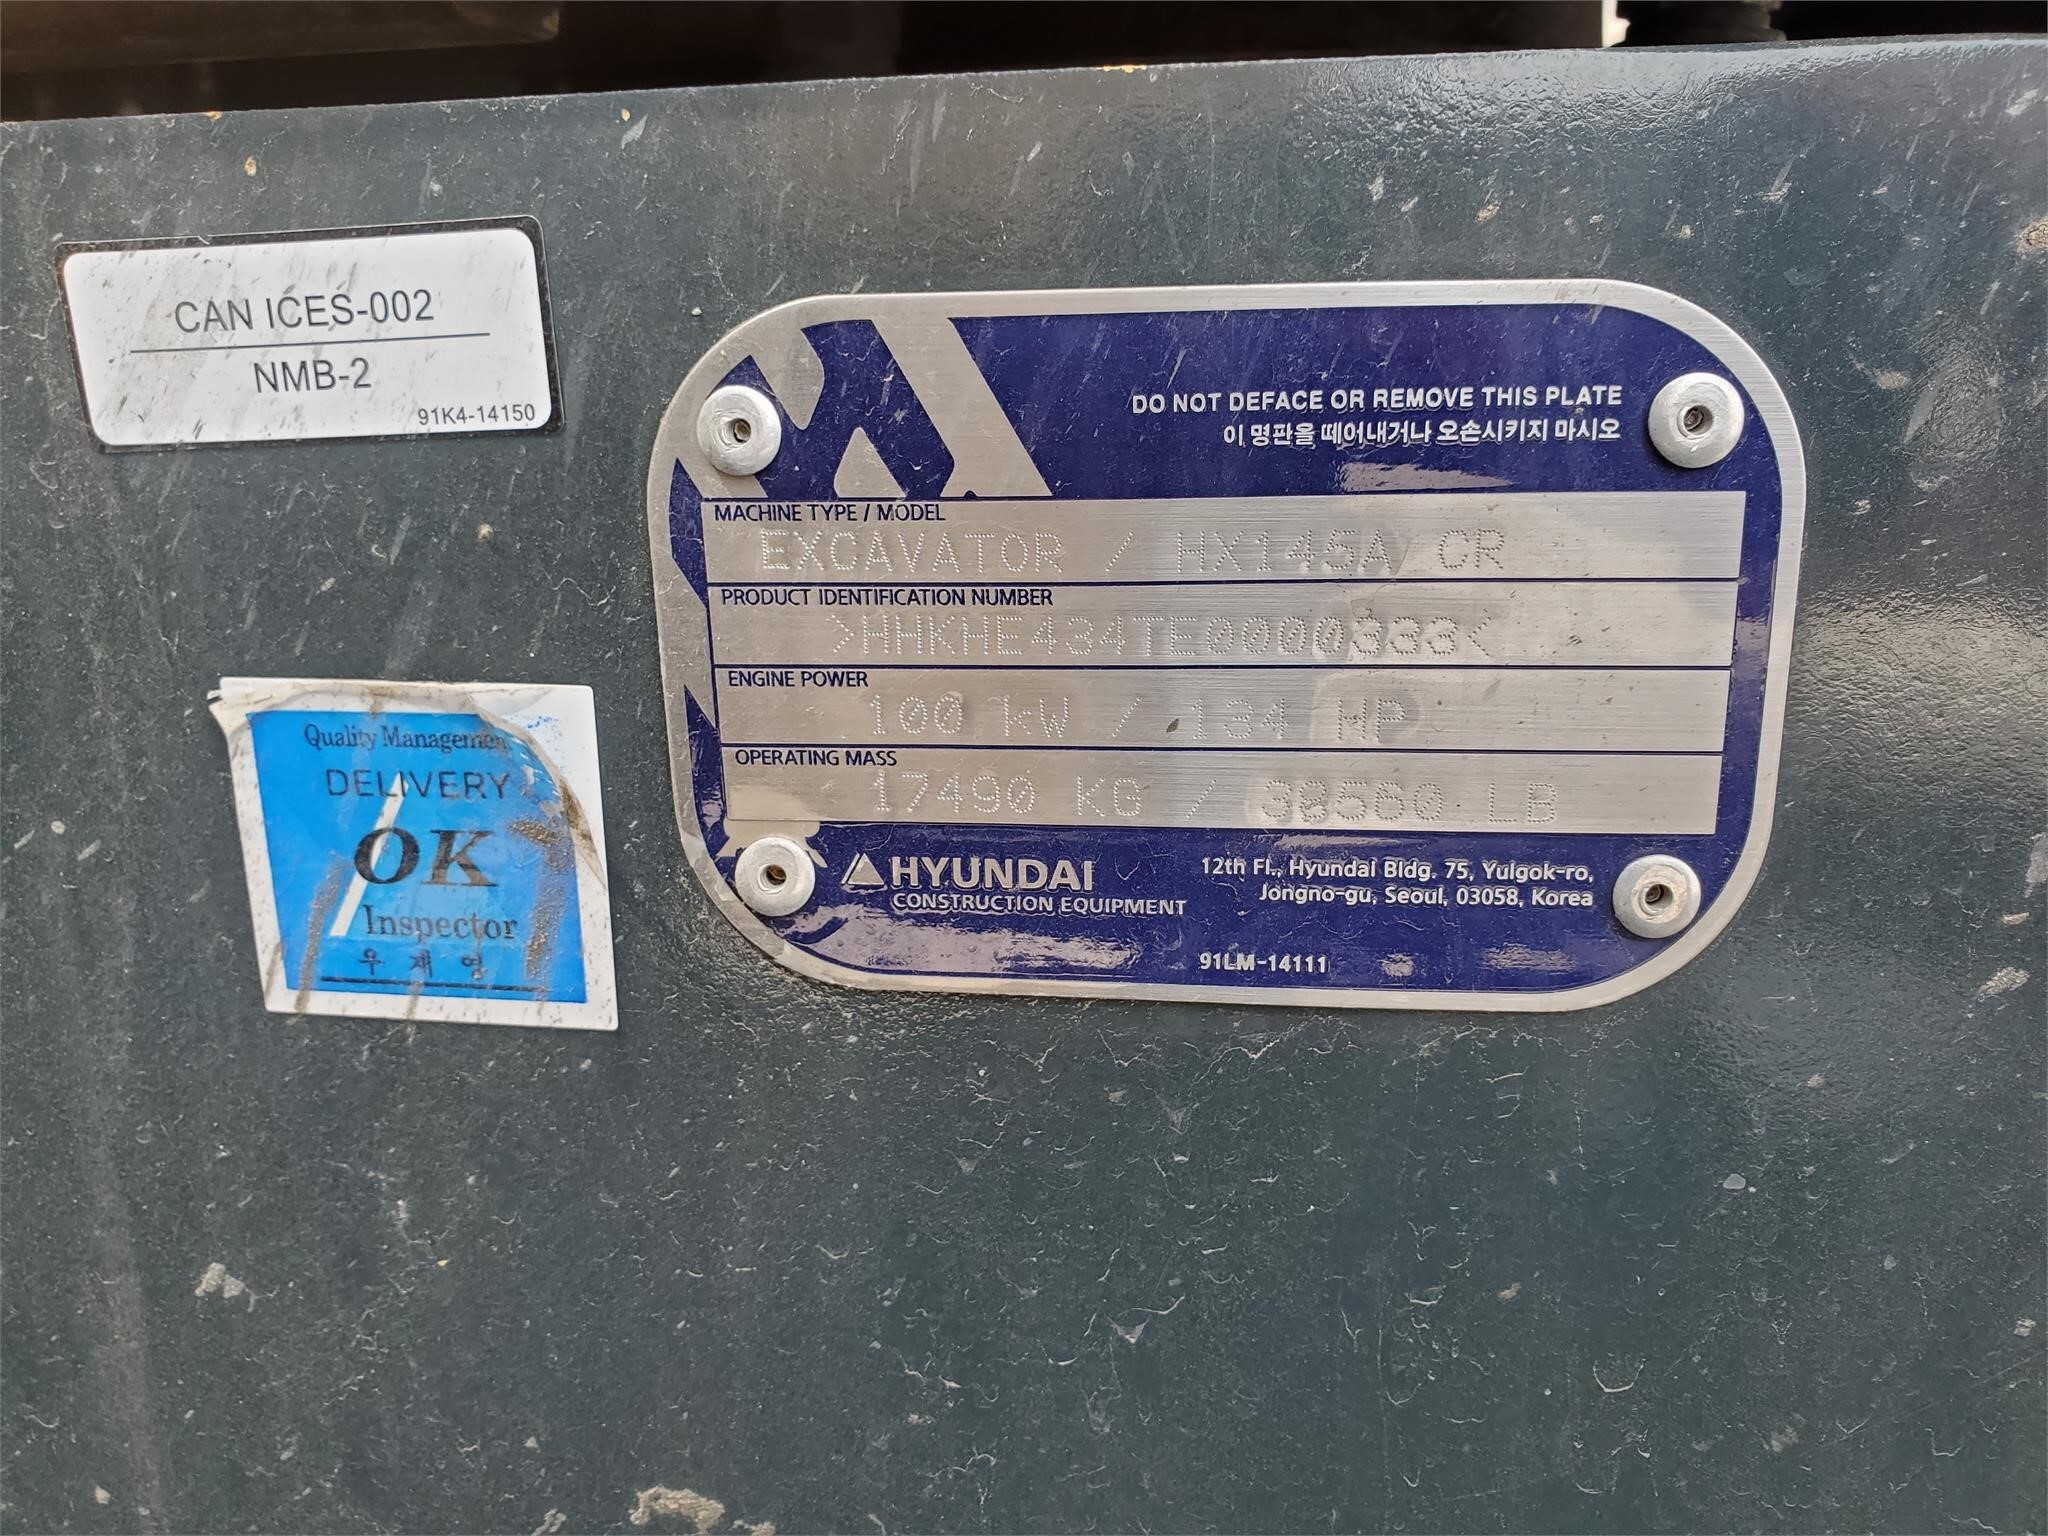 CAN ICES-002
NMB-2
91K4-14150
DO NOT DEFACE OR REMOVE THIS PLATE
이 명판을 떼어내거나 오손시키지 마시오
MACHINE TYPE / MODEL
EXCAVATOR / HX145A CR
PRODUCT IDENTIFICATION NUMBER
>HHKHE434TE0000333<
ENGINE POWER
100 kW / 134 HP
OPERATING MASS
17490 KG / 38560 LB
HYUNDAI
CONSTRUCTION EQUIPMENT
12th Fl., Hyundai Bldg. 75, Yulgok-ro,
Jongno-gu, Seoul, 03058, Korea
91LM-14111
Quality Managemen
DELIVERY
OK
Inspector
우 재 영